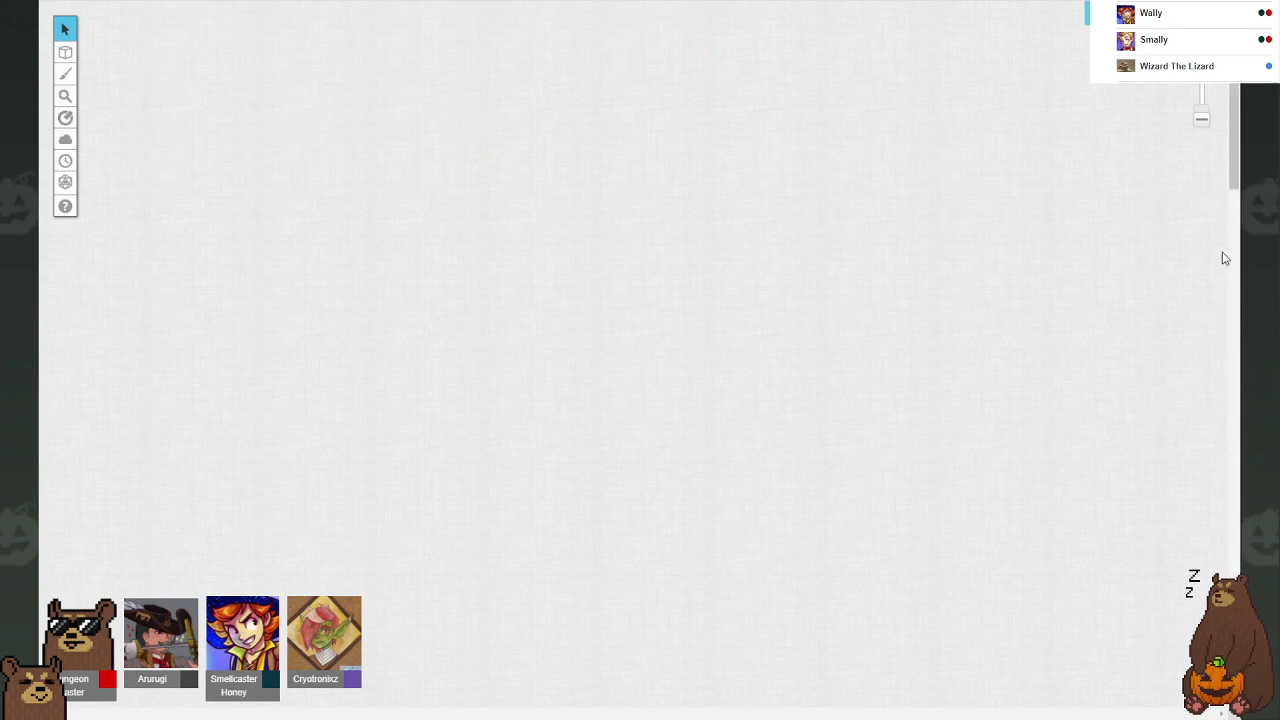 Wally
Smally
Wizard The Lizard
Z
Z
Arurugi
Smellcaster
Honey
Cryotronixz